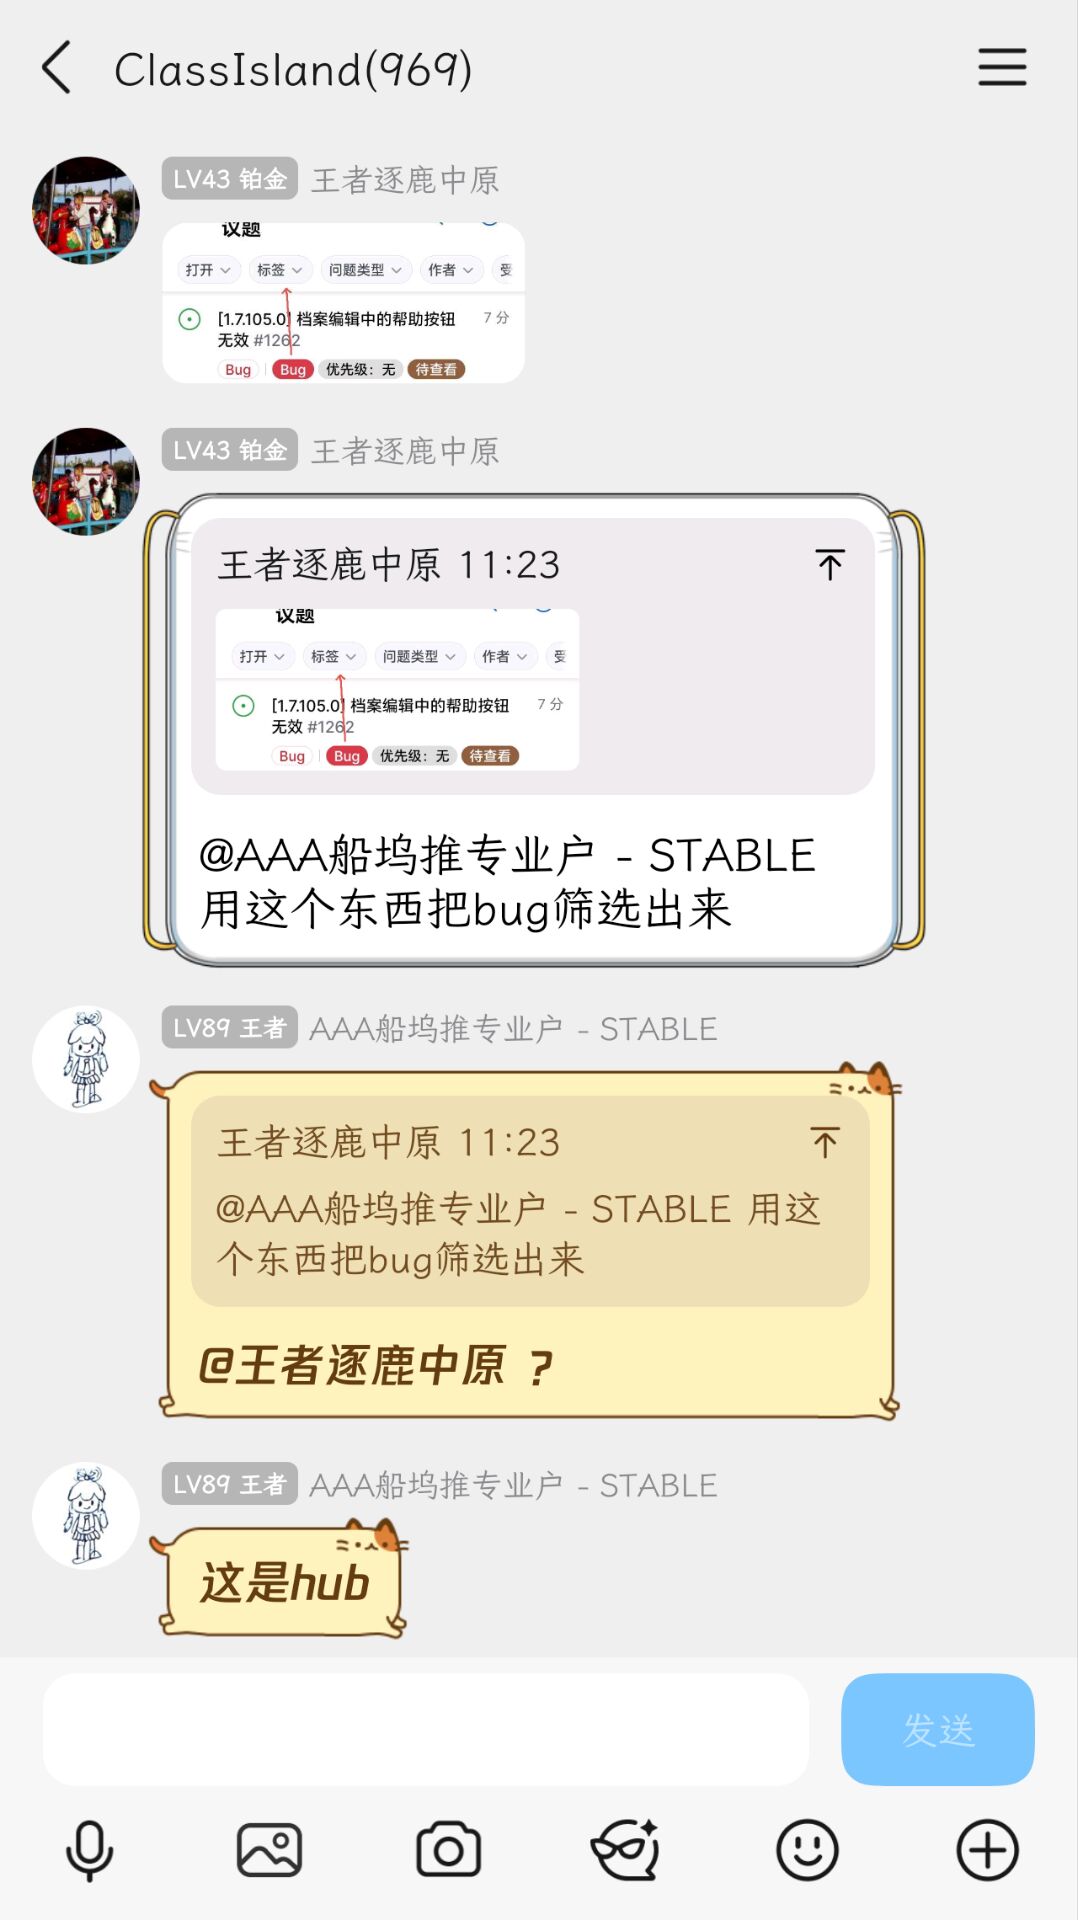 ClassIsland(969)
LV43 铂金 王者逐鹿中原
议题
打开 标签 问题类型 作者 受
[1.7.105.0] 档案编辑中的帮助按钮 7 分
无效 #1262
Bug Bug 优先级：无 待查看
LV43 铂金 王者逐鹿中原
王者逐鹿中原 11:23
议题
打开 标签 问题类型 作者 受
[1.7.105.0] 档案编辑中的帮助按钮 7 分
无效 #1262
Bug Bug 优先级：无 待查看
@AAA船坞推专业户 - STABLE
用这个东西把bug筛选出来
LV89 王者 AAA船坞推专业户 - STABLE
王者逐鹿中原 11:23
@AAA船坞推专业户 - STABLE 用这
个东西把bug筛选出来
@王者逐鹿中原 ？
LV89 王者 AAA船坞推专业户 - STABLE
这是hub
发送